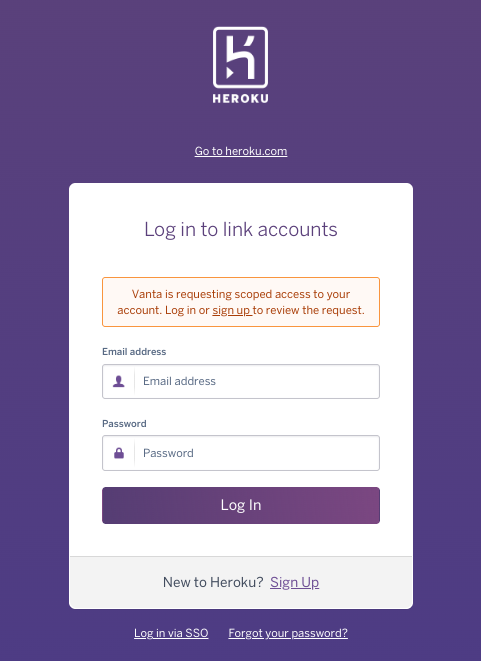 HEROKU
Go to heroku.com
Log in to link accounts
Vanta is requesting scoped access to your
account. Log in or sign up to review the request.
Email address
Email address
Password
Password
Log In
New to Heroku? Sign Up
Log in via SSO Forgot your password?